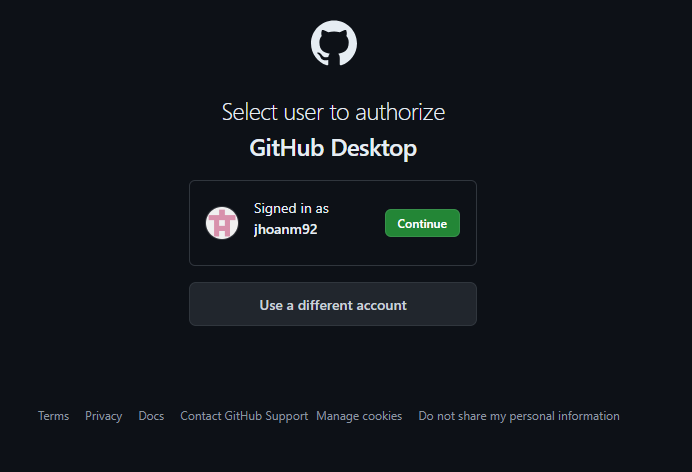 Select user to authorize
GitHub Desktop
Signed in as
jhoanm92
Continue
Use a different account
Terms Privacy Docs Contact GitHub Support Manage cookies Do not share my personal information